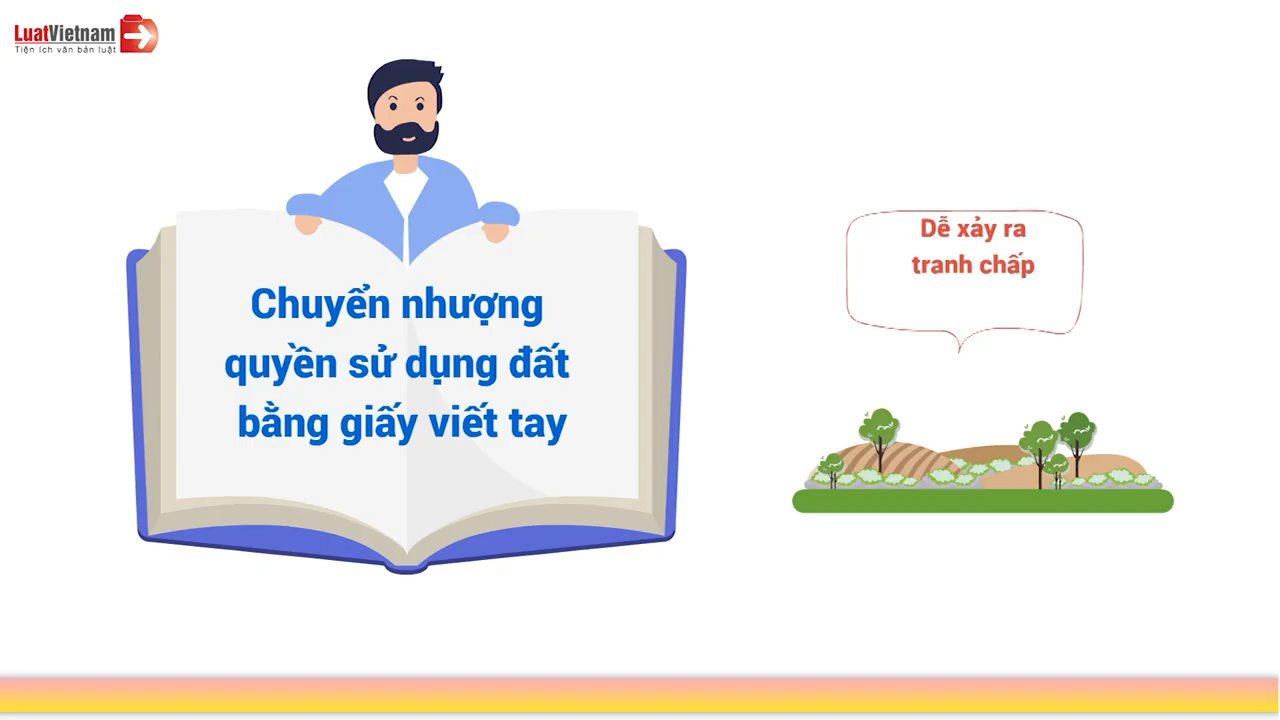 LuatVietnam
Tiện ích văn bản luật
Chuyển nhượng
quyền sử dụng đất
bằng giấy viết tay
Dễ xảy ra
tranh chấp